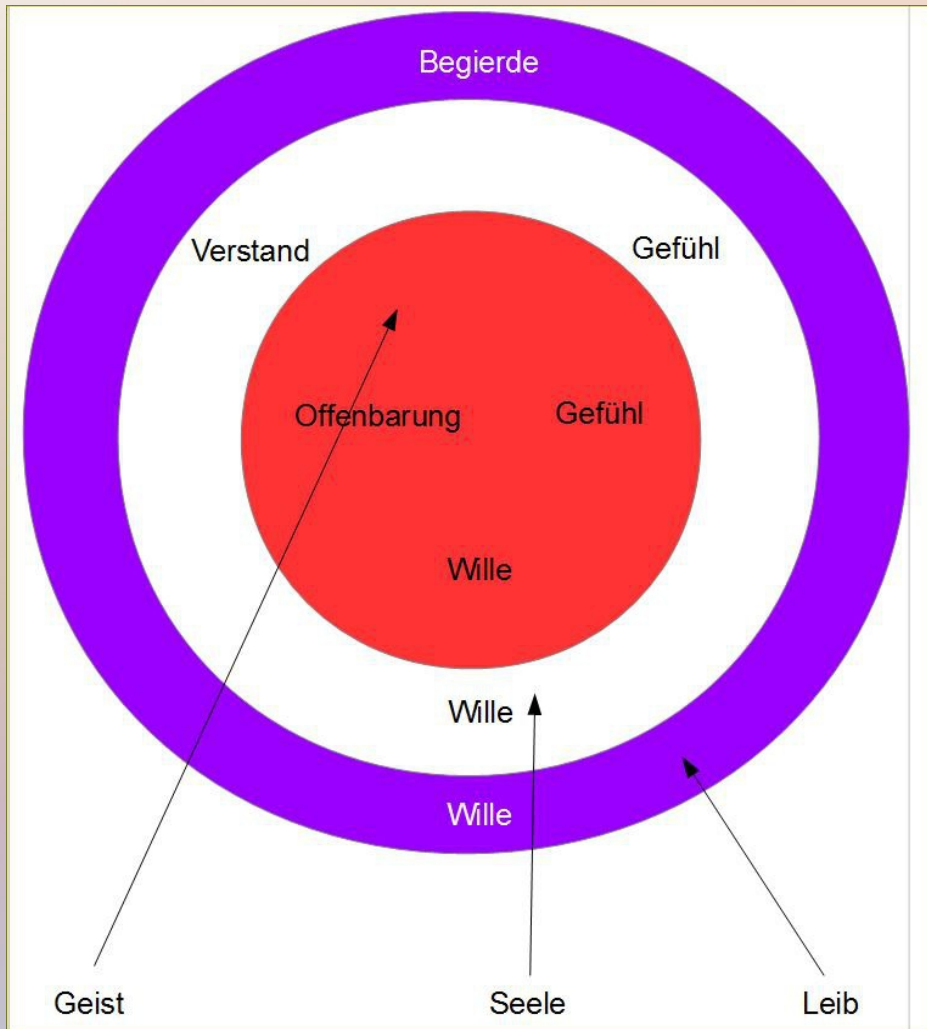 Begierde
Verstand
Gefühl
Offenbarung
Gefühl
Wille
Wille
Wille
Geist
Seele
Leib